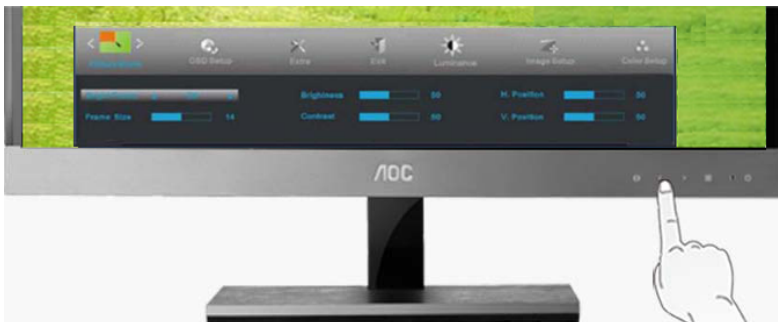 OSD Setup
Extra
Exit
Luminance
Image Setup
Color Setup
Brightness 50
H. Position 50
Frame Size 14
Contrast 50
V. Position 50
AOC